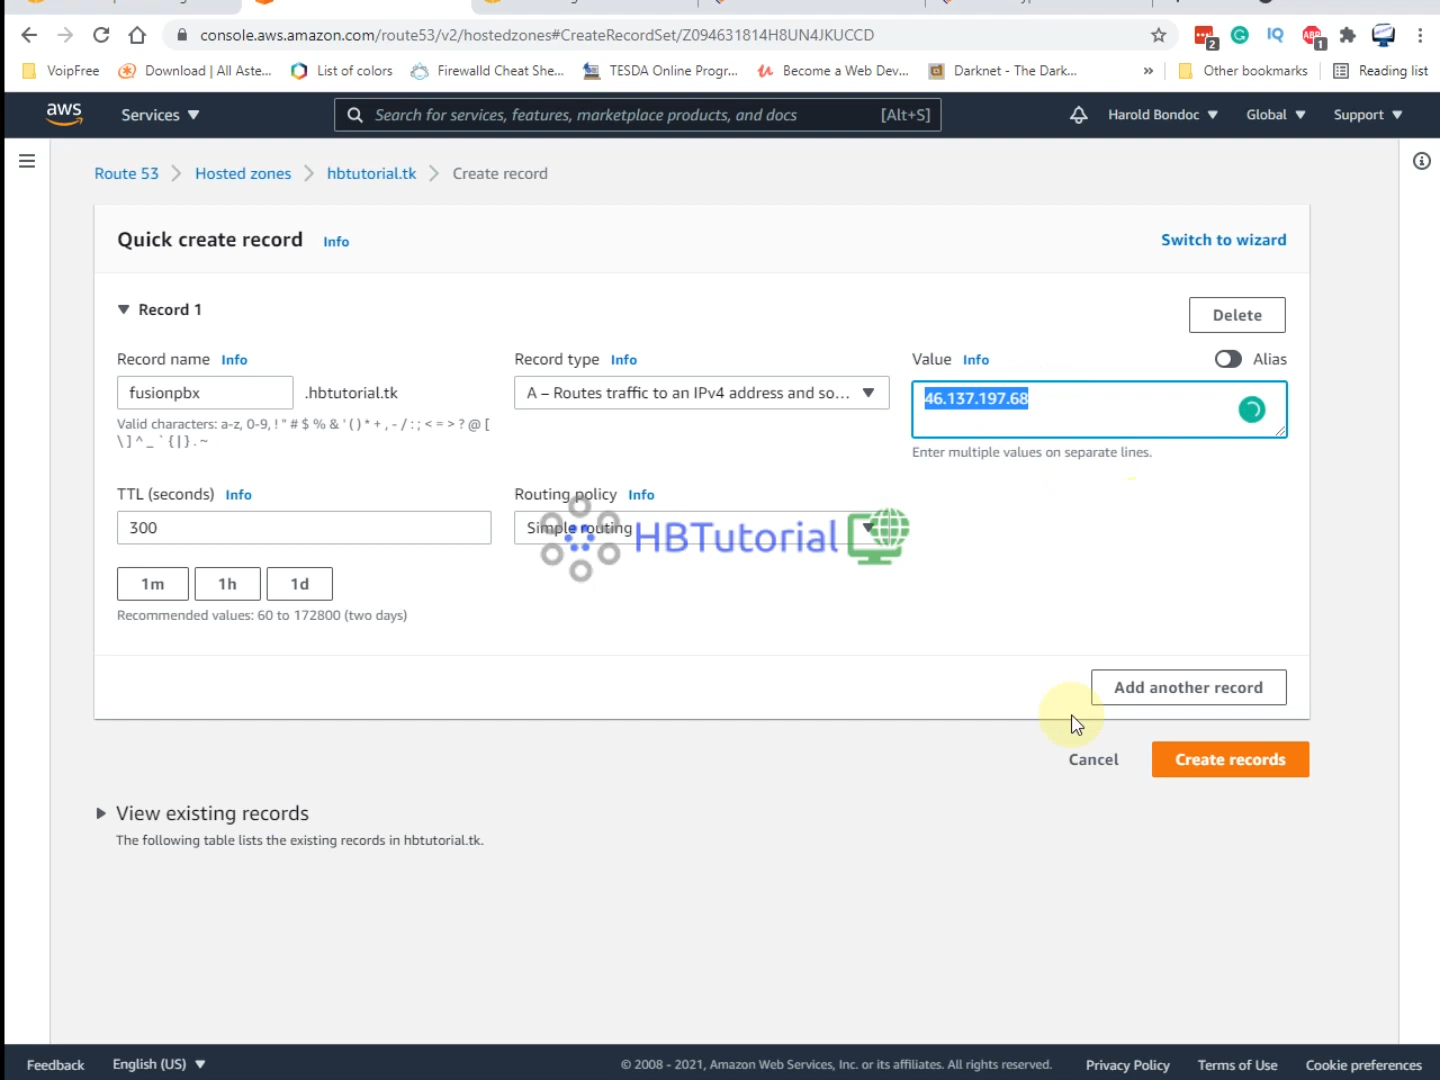 console.aws.amazon.com/route53/v2/hostedzones#CreateRecordSet/Z094631814H8UN4JKUCCD
2
IQ
ABP
1
VoipFree
Download | All Aste...
List of colors
Firewalld Cheat She...
TESDA Online Progr...
Become a Web Dev...
Darknet - The Dark...
»
Other bookmarks
Reading list
aws
Services
Search for services, features, marketplace products, and docs
[Alt+S]
Harold Bondoc
Global
Support
Route 53
Hosted zones
hbtutorial.tk
Create record
Quick create record
Info
Switch to wizard
Record 1
Delete
Record name Info
Record type Info
Value Info
Alias
fusionpbx
.hbtutorial.tk
A – Routes traffic to an IPv4 address and so...
46.137.197.68
Valid characters: a-z, 0-9, ! " # $ % & ' ( ) * + , - / : ; < = > ? @ [
\ ] ^ _ ` { | } . ~
Enter multiple values on separate lines.
TTL (seconds) Info
Routing policy Info
300
Simple routing
HBTutorial
1m
1h
1d
Recommended values: 60 to 172800 (two days)
Add another record
Cancel
Create records
View existing records
The following table lists the existing records in hbtutorial.tk.
Feedback
English (US)
© 2008 - 2021, Amazon Web Services, Inc. or its affiliates. All rights reserved.
Privacy Policy
Terms of Use
Cookie preferences